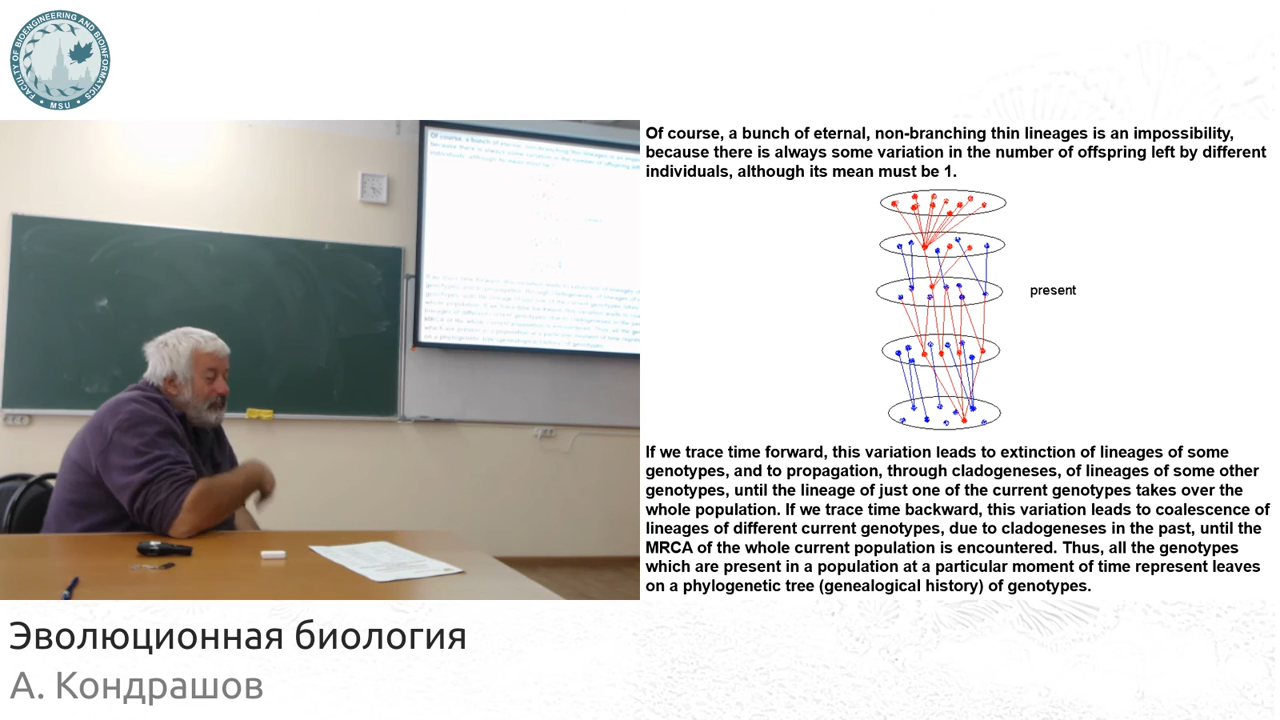 FACULTY OF BIOENGINEERING AND BIOINFORMATICS
• MSU •
Of course, a bunch of eternal, non-branching thin lineages is an impossibility,
because there is always some variation in the number of offspring left by different
individuals, although its mean must be 1.
present
If we trace time forward, this variation leads to extinction of lineages of some
genotypes, and to propagation, through cladogeneses, of lineages of some other
genotypes, until the lineage of just one of the current genotypes takes over the
whole population. If we trace time backward, this variation leads to coalescence of
lineages of different current genotypes, due to cladogeneses in the past, until the
MRCA of the whole current population is encountered. Thus, all the genotypes
which are present in a population at a particular moment of time represent leaves
on a phylogenetic tree (genealogical history) of genotypes.
Эволюционная биология
А. Кондрашов